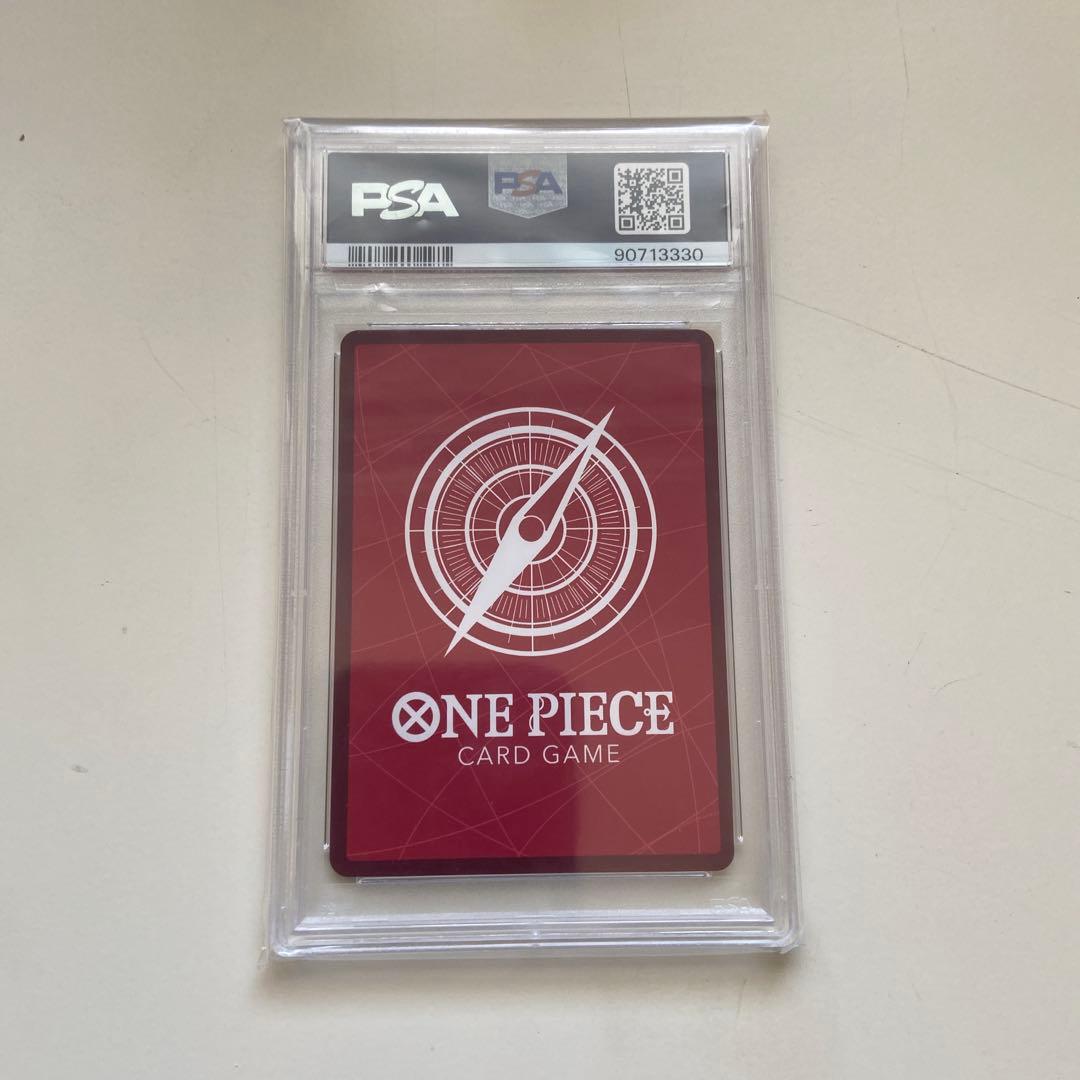 PSA
PSA
90713330
ONE PIECE
CARD GAME